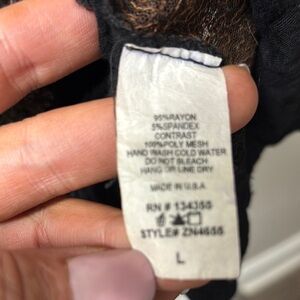 95%RAYON
5%SPANDEX
CONTRAST
100%POLY MESH
HAND WASH COLD WATER
DO NOT BLEACH
HANG OR LINE DRY
MADE IN U.S.A
RN # 134355
STYLE# ZN4655
L